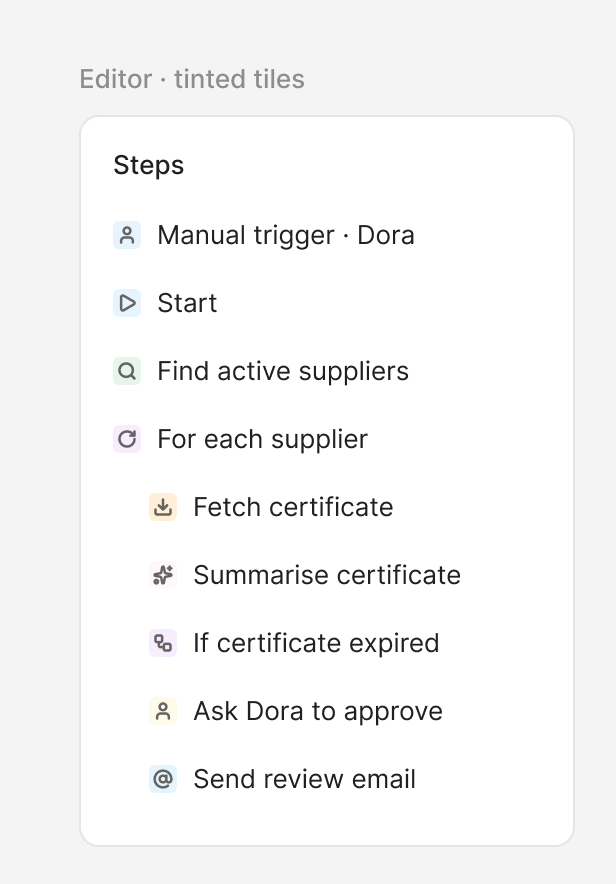 Editor · tinted tiles
Steps
Manual trigger · Dora
Start
Find active suppliers
For each supplier
Fetch certificate
Summarise certificate
If certificate expired
Ask Dora to approve
Send review email